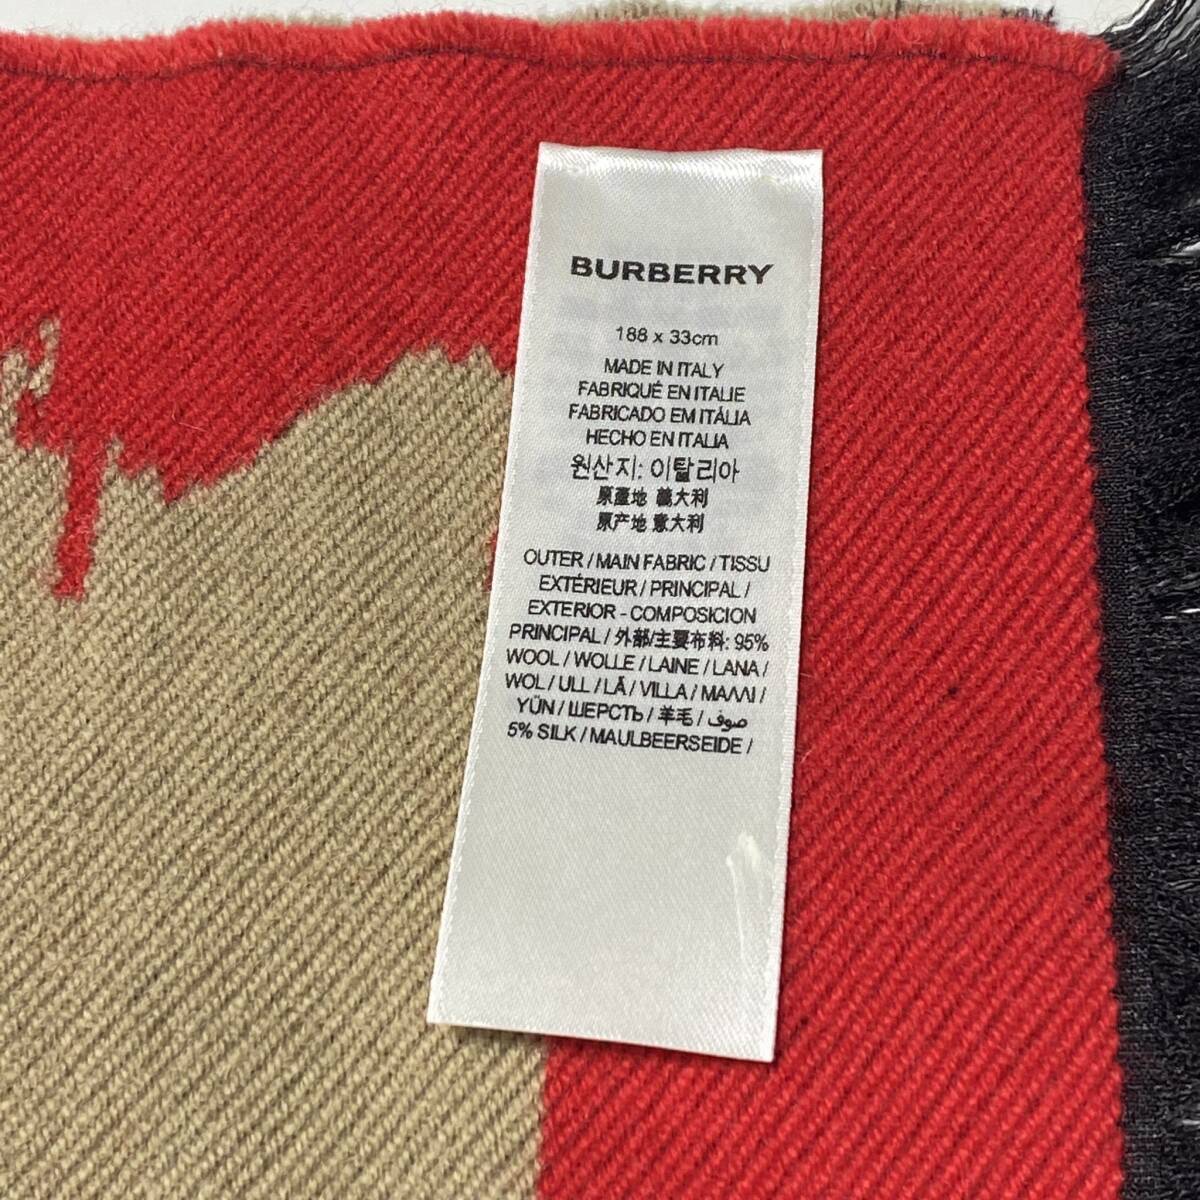 BURBERRY
188 x 33cm
MADE IN ITALY
FABRIQUÉ EN ITALIE
FABRICADO EM ITÁLIA
HECHO EN ITALIA
원산지: 이탈리아
原產地 義大利
原产地 意大利
OUTER / MAIN FABRIC / TISSU
EXTÉRIEUR / PRINCIPAL /
EXTERIOR - COMPOSICION
PRINCIPAL / 外部/主要布料: 95%
WOOL / WOLLE / LAINE / LANA /
WOL / ULL / LÃ / VILLA / ΜΑΛΛΙ /
YÜN / ШЕРСТЬ / 羊毛 / صوف
5% SILK / MAULBEERSEIDE /